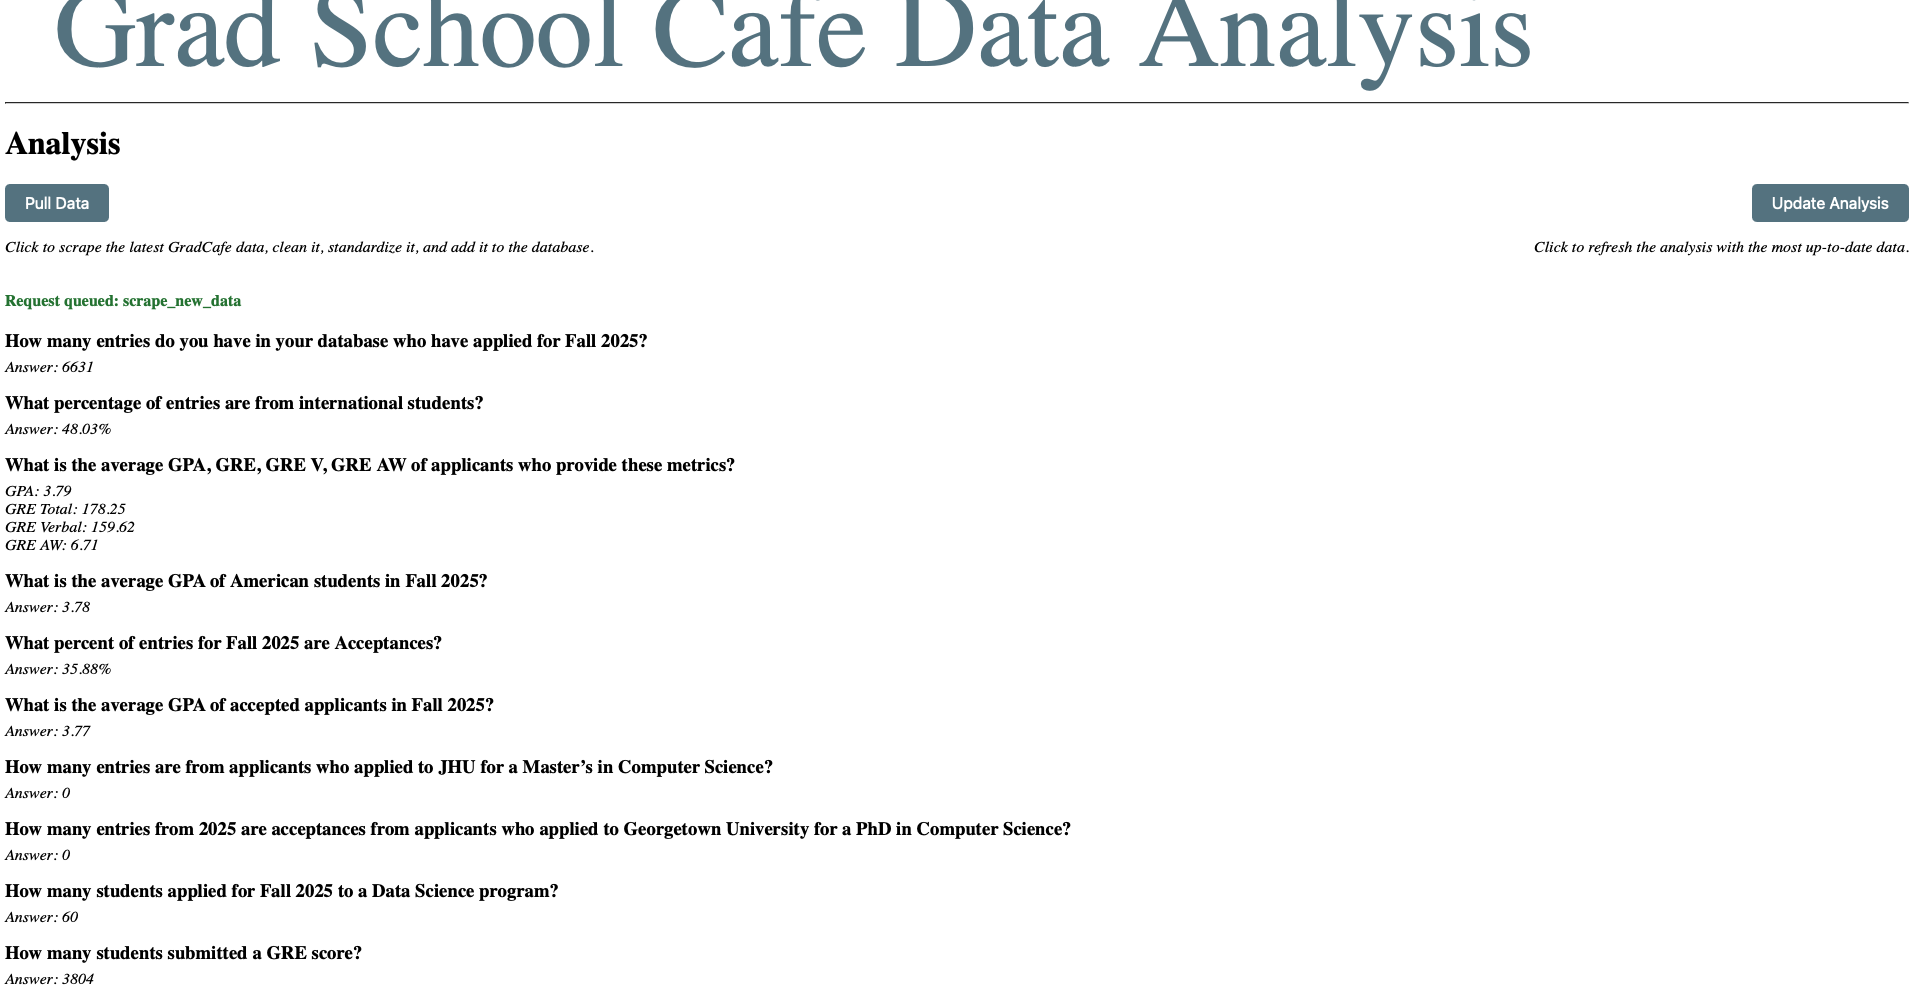 Grad School Cafe Data Analysis
Analysis
Pull Data
Update Analysis
Click to scrape the latest GradCafe data, clean it, standardize it, and add it to the database.
Click to refresh the analysis with the most up-to-date data.
Request queued: scrape_new_data
How many entries do you have in your database who have applied for Fall 2025?
Answer: 6631
What percentage of entries are from international students?
Answer: 48.03%
What is the average GPA, GRE, GRE V, GRE AW of applicants who provide these metrics?
GPA: 3.79
GRE Total: 178.25
GRE Verbal: 159.62
GRE AW: 6.71
What is the average GPA of American students in Fall 2025?
Answer: 3.78
What percent of entries for Fall 2025 are Acceptances?
Answer: 35.88%
What is the average GPA of accepted applicants in Fall 2025?
Answer: 3.77
How many entries are from applicants who applied to JHU for a Master’s in Computer Science?
Answer: 0
How many entries from 2025 are acceptances from applicants who applied to Georgetown University for a PhD in Computer Science?
Answer: 0
How many students applied for Fall 2025 to a Data Science program?
Answer: 60
How many students submitted a GRE score?
Answer: 3804